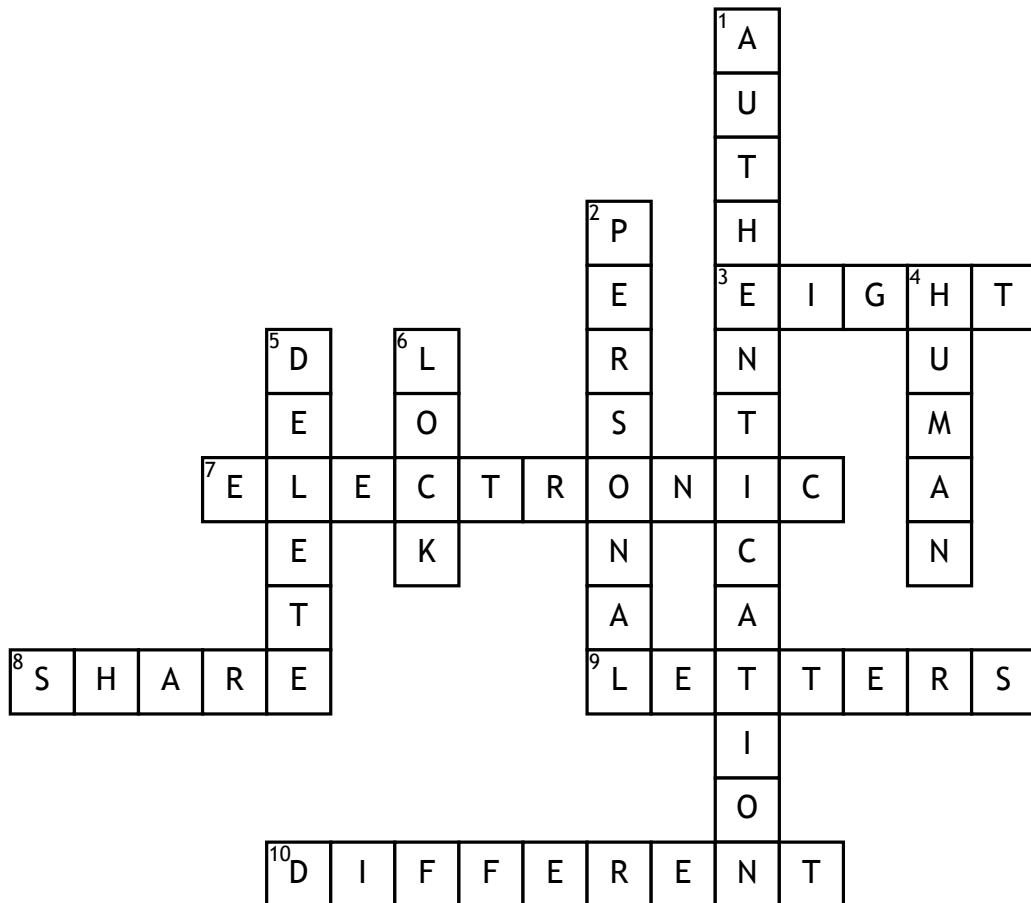 1 A
U
T
2 P H
E 3 E I G 4 H T
5 D 6 L R N U
E O S T M
7 E L E C T R O N I C A
E K N C N
T A A
8 S H A R E 9 L E T T E R S
I
O
10 D I F F E R E N T